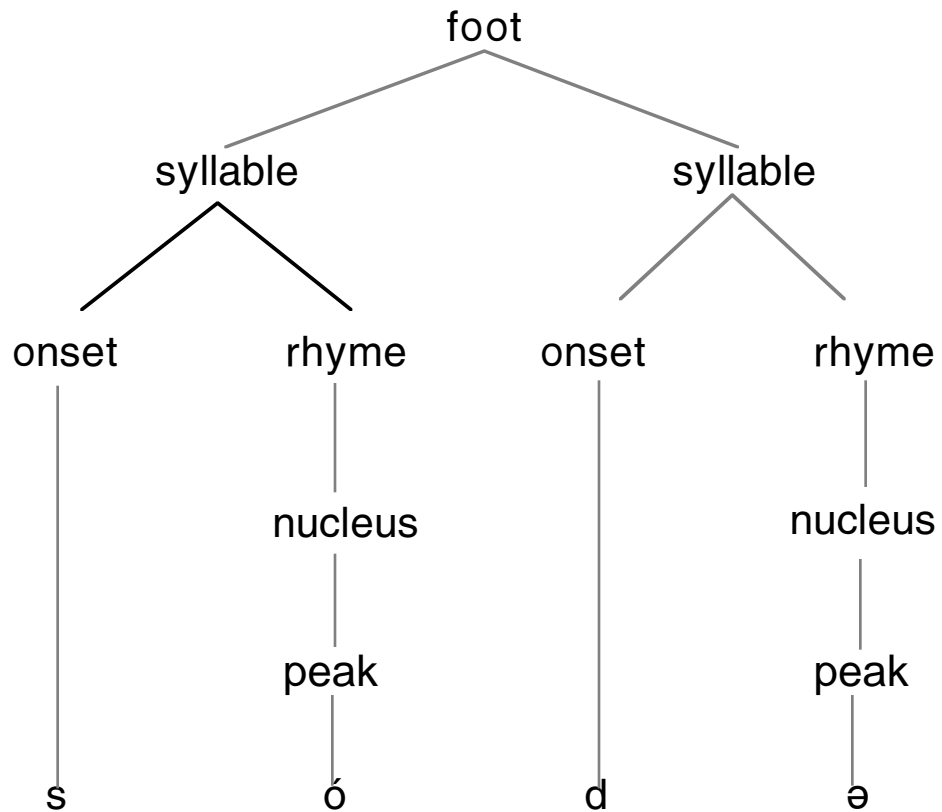 foot
syllable syllable
onset rhyme onset rhyme
nucleus nucleus
peak peak
s ó d ə